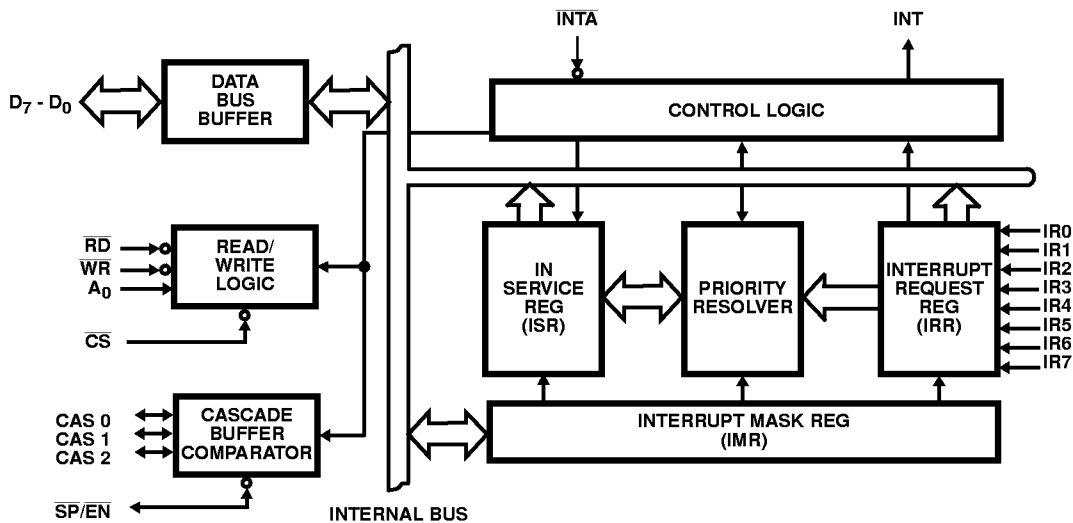 INTA
INT
D7 - D0
DATA
BUS
BUFFER
CONTROL LOGIC
RD
WR
A0
CS
READ/
WRITE
LOGIC
IN
SERVICE
REG
(ISR)
PRIORITY
RESOLVER
INTERRUPT
REQUEST
REG
(IRR)
IR0
IR1
IR2
IR3
IR4
IR5
IR6
IR7
CAS 0
CAS 1
CAS 2
CASCADE
BUFFER
COMPARATOR
INTERRUPT MASK REG
(IMR)
SP/EN
INTERNAL BUS